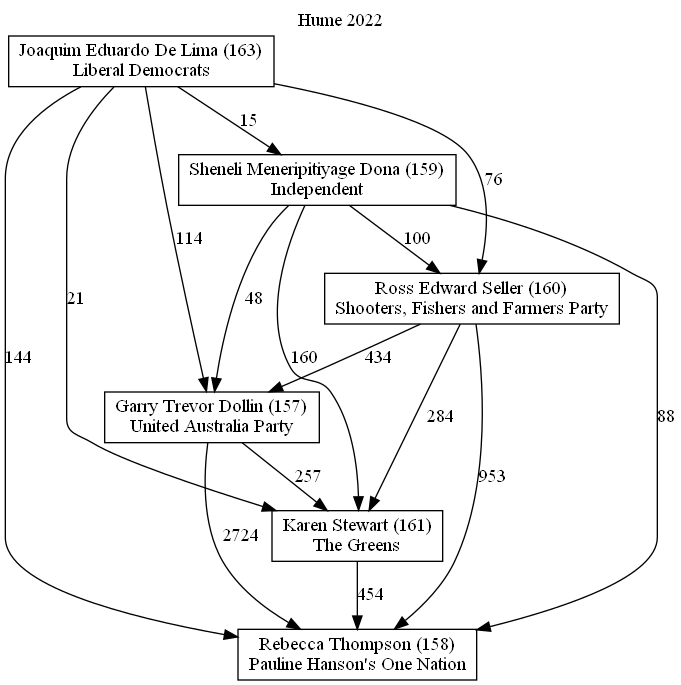 Hume 2022
Joaquim Eduardo De Lima (163)
Liberal Democrats
15
Sheneli Meneripitiyage Dona (159)
Independent
76
114
100
Ross Edward Seller (160)
Shooters, Fishers and Farmers Party
21
48
144
160
434
88
Garry Trevor Dollin (157)
United Australia Party
284
257
953
Karen Stewart (161)
The Greens
2724
454
Rebecca Thompson (158)
Pauline Hanson's One Nation